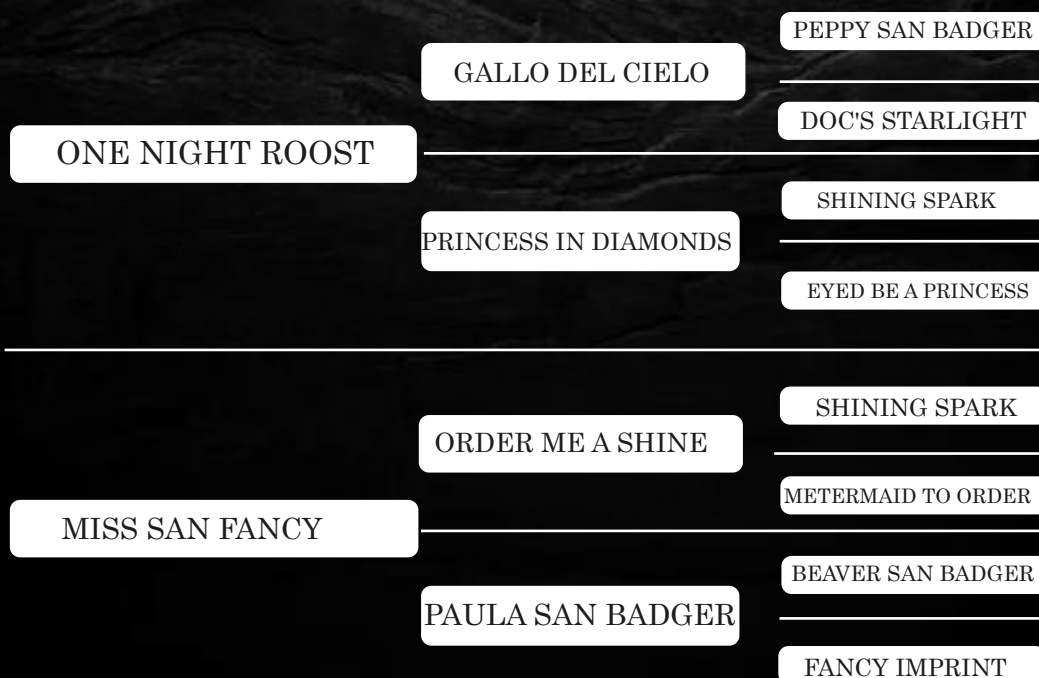 PEPPY SAN BADGER
GALLO DEL CIELO
DOC'S STARLIGHT
ONE NIGHT ROOST
SHINING SPARK
PRINCESS IN DIAMONDS
EYED BE A PRINCESS
SHINING SPARK
ORDER ME A SHINE
METERMAID TO ORDER
MISS SAN FANCY
BEAVER SAN BADGER
PAULA SAN BADGER
FANCY IMPRINT